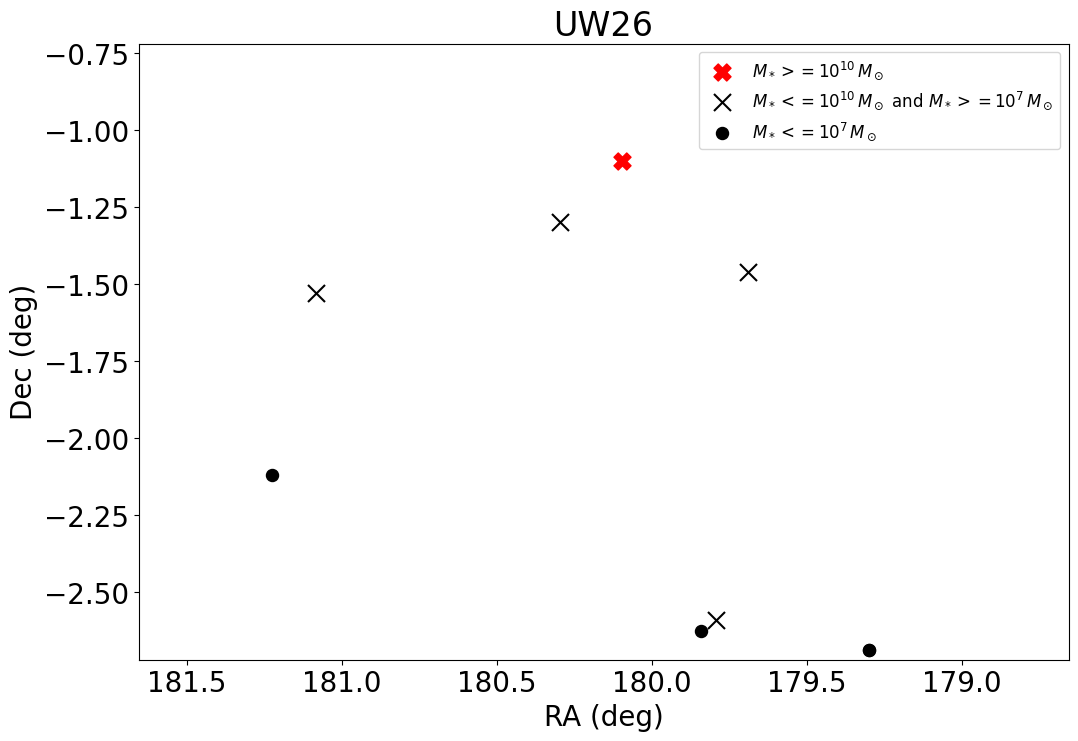 UW26
−0.75
−1.00
−1.25
−1.50
−1.75
−2.00
−2.25
−2.50
Dec (deg)
M* >= 10^10 M⊙
M* <= 10^10 M⊙ and M* >= 10^7 M⊙
M* <= 10^7 M⊙
181.5 181.0 180.5 180.0 179.5 179.0
RA (deg)